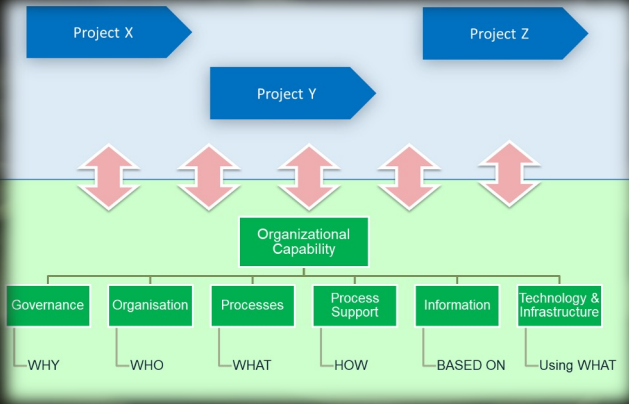 Project X
Project Z
Project Y
Organizational
Capability
Governance
Organisation
Processes
Process
Support
Information
Technology &
Infrastructure
WHY
WHO
WHAT
HOW
BASED ON
Using WHAT